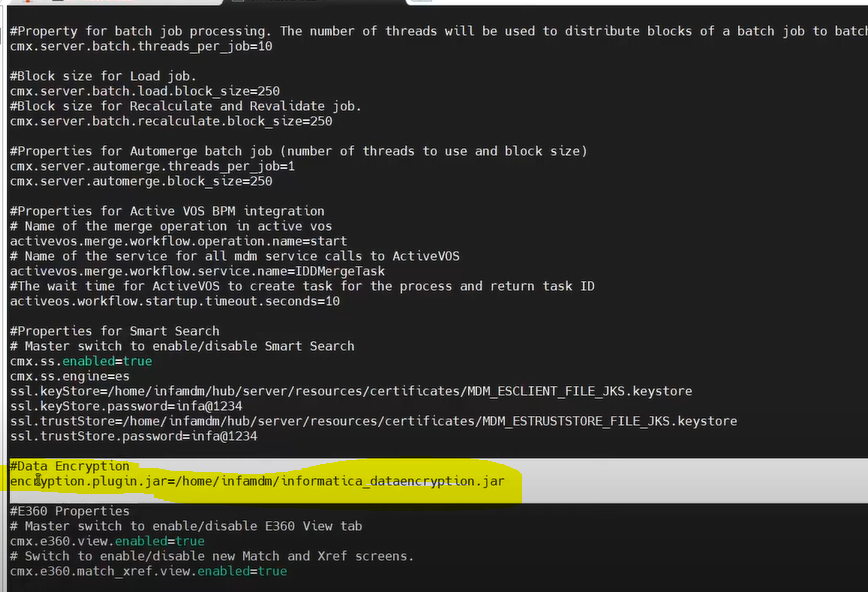 #Property for batch job processing. The number of threads will be used to distribute blocks of a batch job to
cmx.server.batch.threads_per_job=10
#Block size for Load job.
cmx.server.batch.load.block_size=250
#Block size for Recalculate and Revalidate job.
cmx.server.batch.recalculate.block_size=250
#Properties for Automerge batch job (number of threads to use and block size)
cmx.server.automerge.threads_per_job=1
cmx.server.automerge.block_size=250
#Properties for Active VOS BPM integration
# Name of the merge operation in active vos
activevos.merge.workflow.operation.name=start
# Name of the service for all mdm service calls to ActiveVOS
activevos.merge.workflow.service.name=IDDMergeTask
#The wait time for ActiveVOS to create task for the process and return task ID
activeos.workflow.startup.timeout.seconds=10
#Properties for Smart Search
# Master switch to enable/disable Smart Search
cmx.ss.enabled=true
cmx.ss.engine=es
ssl.keyStore=/home/infamdm/hub/server/resources/certificates/MDM_ESCLIENT_FILE_JKS.keystore
ssl.keyStore.password=infa@1234
ssl.trustStore=/home/infamdm/hub/server/resources/certificates/MDM_ESTRUSTSTORE_FILE_JKS.keystore
ssl.trustStore.password=infa@1234
#Data Encryption
encryption.plugin.jar=/home/infamdm/informatica_dataencryption.jar
#E360 Properties
# Master switch to enable/disable E360 View tab
cmx.e360.view.enabled=true
# Switch to enable/disable new Match and Xref screens.
cmx.e360.match_xref.view.enabled=true